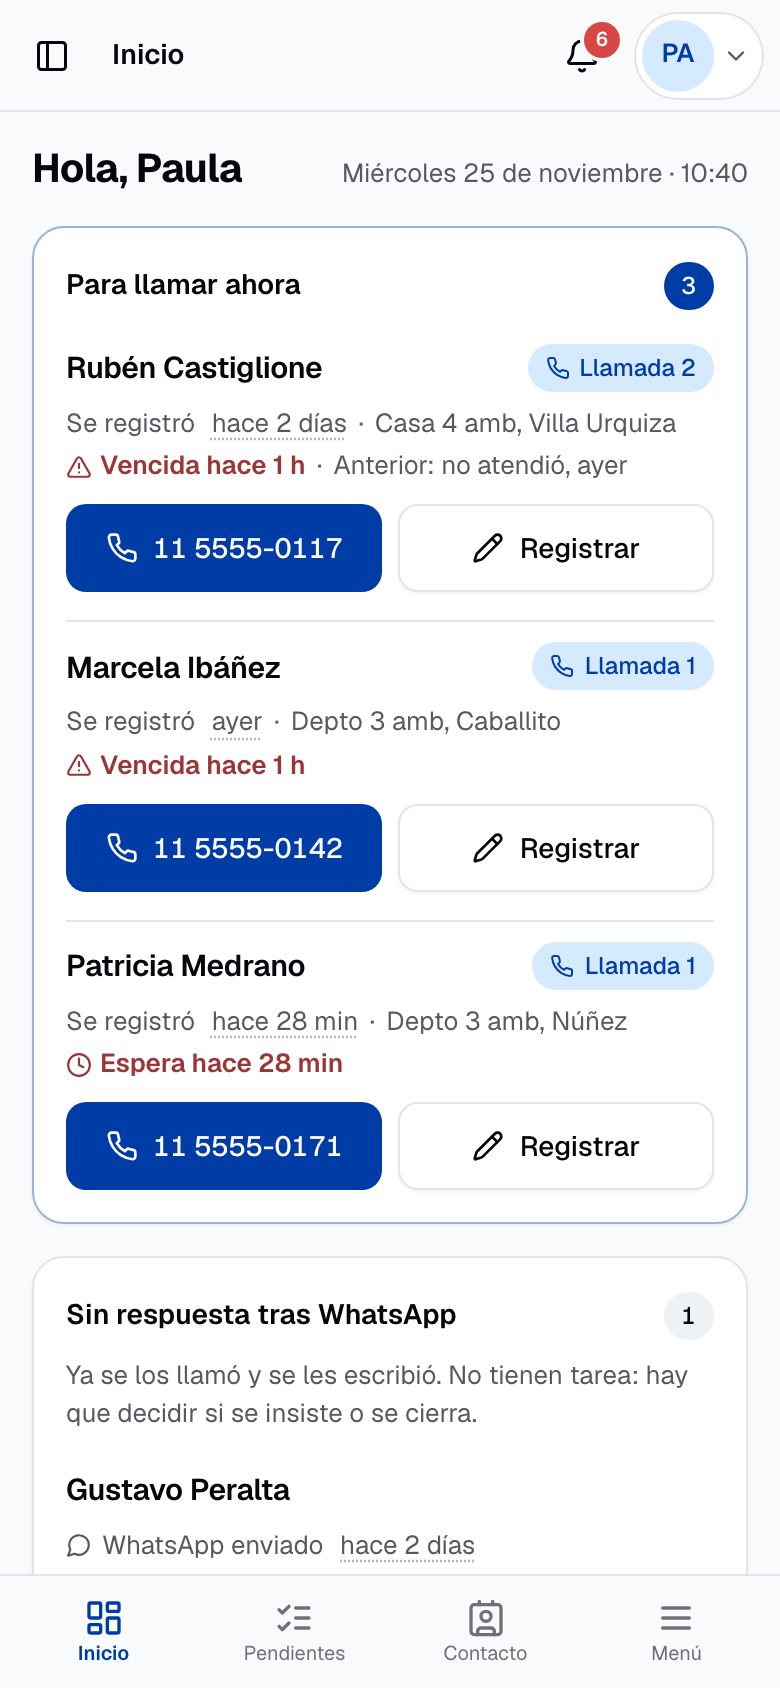 Inicio
6
PA
Hola, Paula
Miércoles 25 de noviembre · 10:40
Para llamar ahora
3
Rubén Castiglione
Llamada 2
Se registró hace 2 días · Casa 4 amb, Villa Urquiza
Vencida hace 1 h · Anterior: no atendió, ayer
11 5555-0117
Registrar
Marcela Ibáñez
Llamada 1
Se registró ayer · Depto 3 amb, Caballito
Vencida hace 1 h
11 5555-0142
Registrar
Patricia Medrano
Llamada 1
Se registró hace 28 min · Depto 3 amb, Núñez
Espera hace 28 min
11 5555-0171
Registrar
Sin respuesta tras WhatsApp
1
Ya se los llamó y se les escribió. No tienen tarea: hay
que decidir si se insiste o se cierra.
Gustavo Peralta
WhatsApp enviado hace 2 días
Inicio
Pendientes
Contacto
Menú